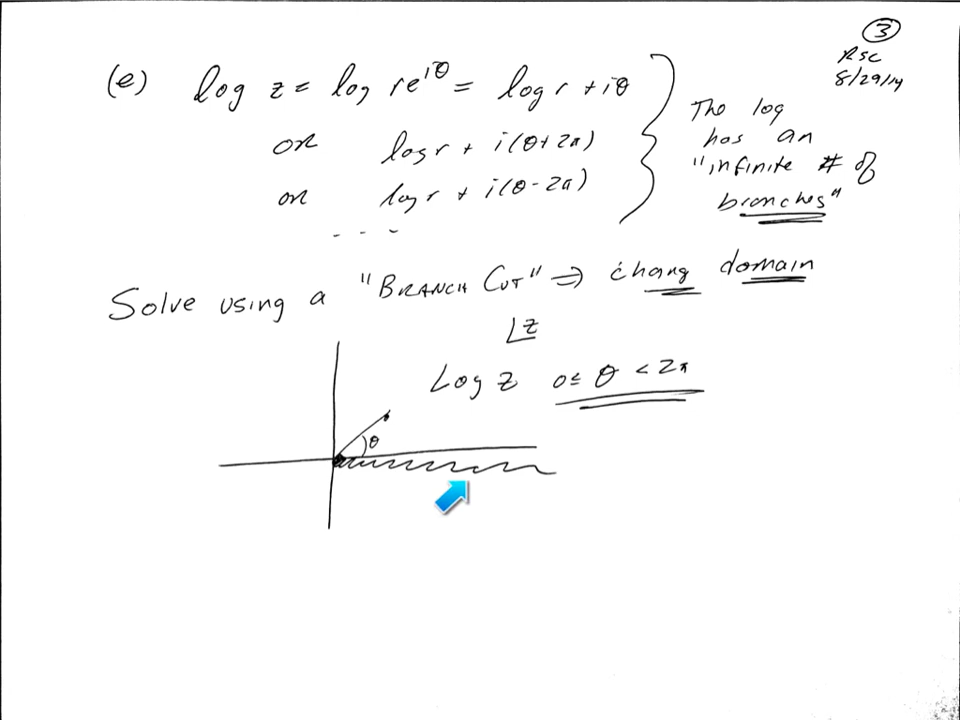 ③
RSC
8/29/14
(e) log z = log re^{iθ} = log r + iθ
or log r + i(θ + 2π)
or log r + i(θ - 2π)
- - -
The log
has an
"infinite # of
branches"
Solve using a "BRANCH CUT" ⇒ chang domain
z
Log z 0 ≤ θ < 2π
θ